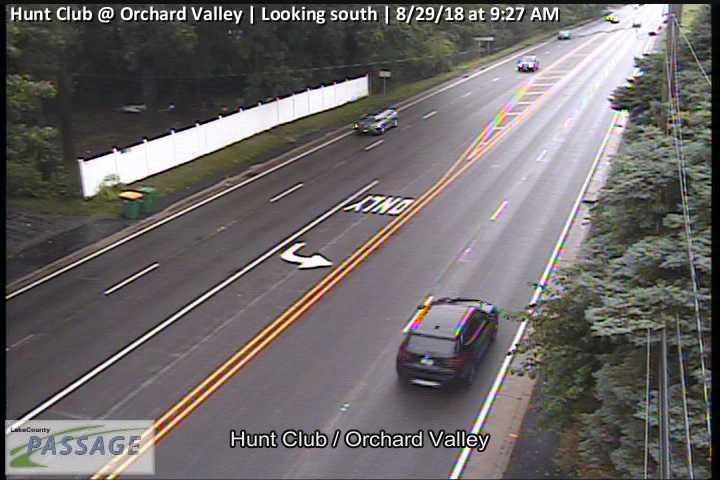 Hunt Club @ Orchard Valley | Looking south | 8/29/18 at 9:27 AM
ONLY
LakeCounty
PASSAGE
Hunt Club / Orchard Valley